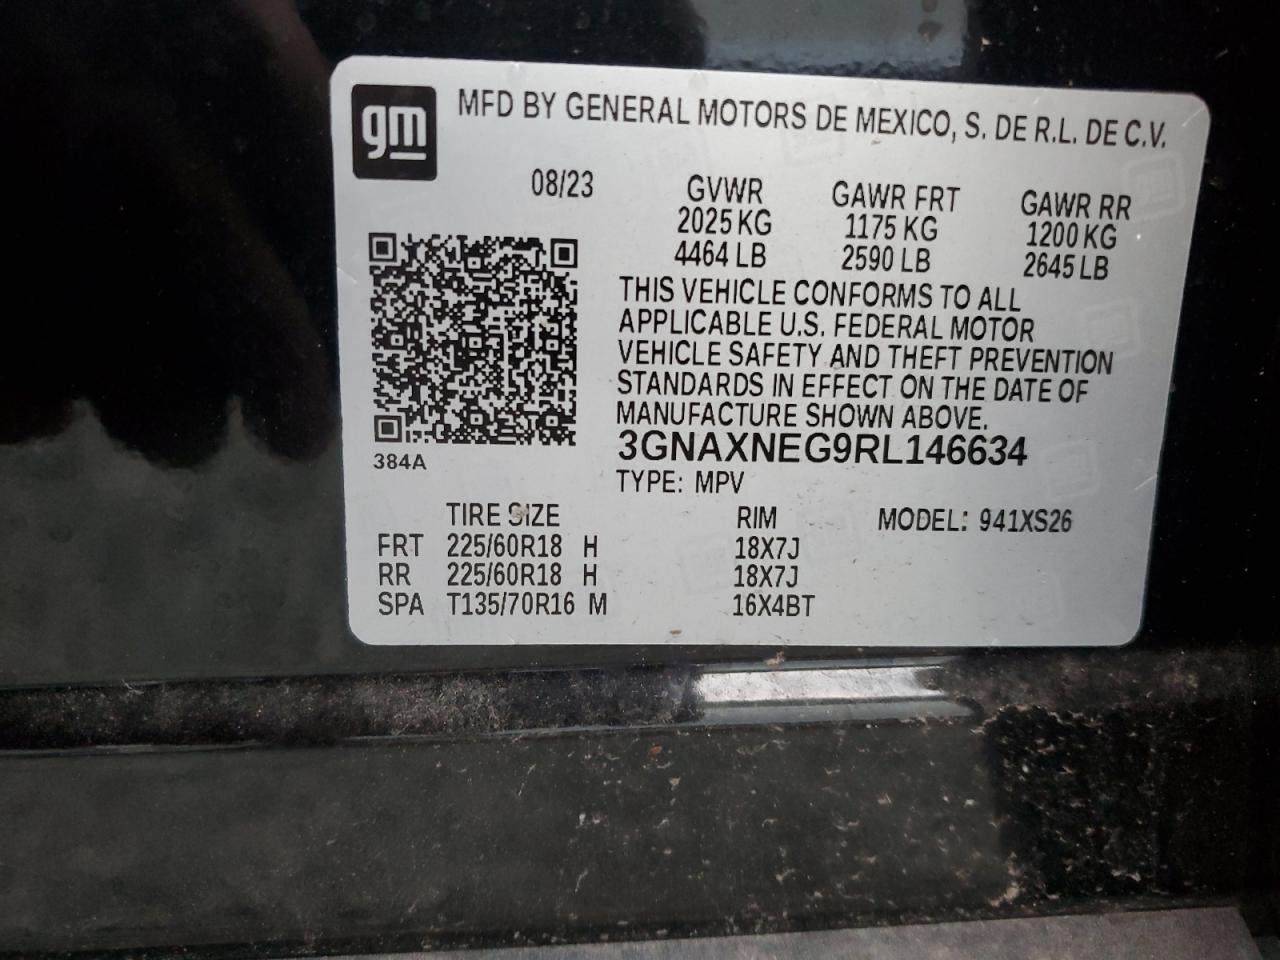 gm
MFD BY GENERAL MOTORS DE MEXICO, S. DE R.L. DE C.V.
08/23
GVWR GAWR FRT GAWR RR
2025 KG 1175 KG 1200 KG
4464 LB 2590 LB 2645 LB
THIS VEHICLE CONFORMS TO ALL
APPLICABLE U.S. FEDERAL MOTOR
VEHICLE SAFETY AND THEFT PREVENTION
STANDARDS IN EFFECT ON THE DATE OF
MANUFACTURE SHOWN ABOVE.
3GNAXNEG9RL146634
384A
TYPE: MPV
TIRE SIZE RIM MODEL: 941XS26
FRT 225/60R18 H 18X7J
RR 225/60R18 H 18X7J
SPA T135/70R16 M 16X4BT